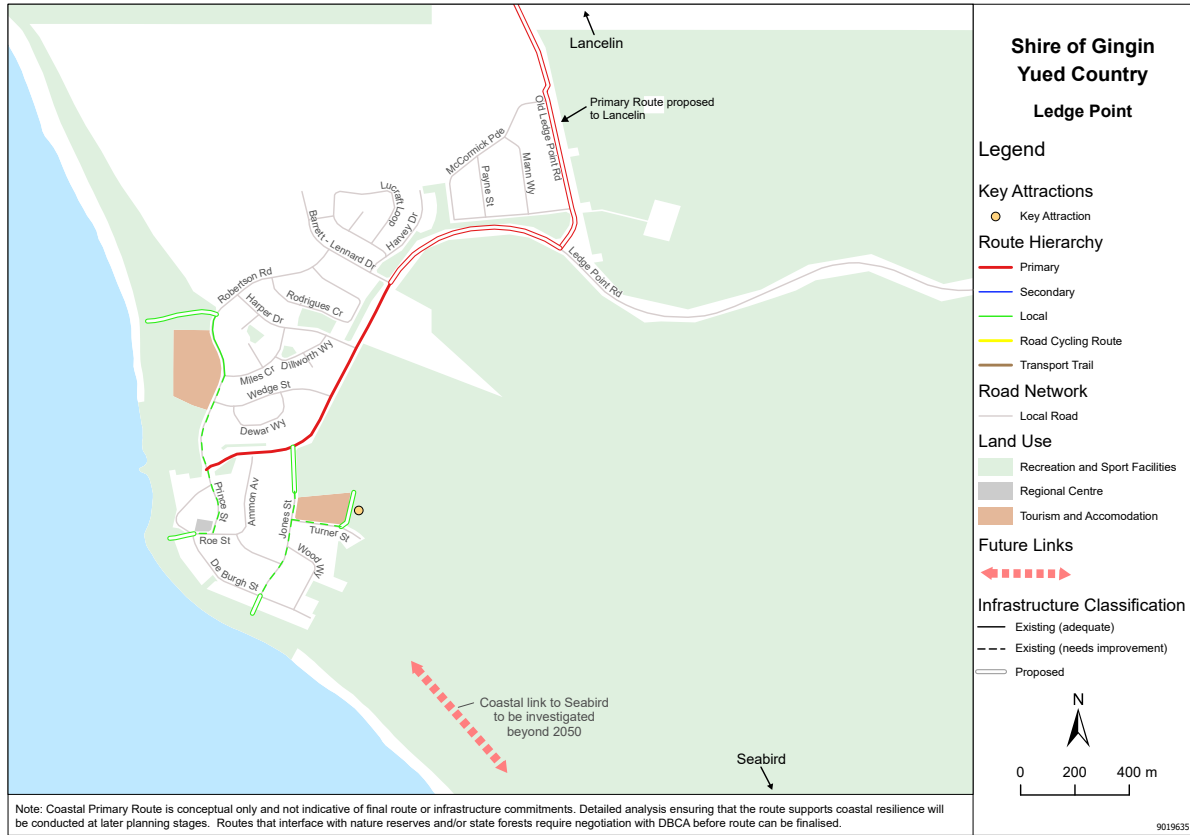 Lancelin
Primary Route proposed
to Lancelin
Old Ledge Point Rd
McCormick Pde
Mann Wy
Payne St
Lucraft Loop
Harvey Dr
Barrett - Lennard Dr
Ledge Point Rd
Robertson Rd
Rodrigues Cr
Harper Dr
Dillworth Wy
Miles Cr
Wedge St
Dewar Wy
Prince St
Ammon Av
Jones St
Turner St
Roe St
Wood Wy
De Burgh St
Coastal link to Seabird
to be investigated
beyond 2050
Seabird
Note: Coastal Primary Route is conceptual only and not indicative of final route or infrastructure commitments. Detailed analysis ensuring that the route supports coastal resilience will
be conducted at later planning stages. Routes that interface with nature reserves and/or state forests require negotiation with DBCA before route can be finalised.
Shire of Gingin
Yued Country
Ledge Point
Legend
Key Attractions
Key Attraction
Route Hierarchy
Primary
Secondary
Local
Road Cycling Route
Transport Trail
Road Network
Local Road
Land Use
Recreation and Sport Facilities
Regional Centre
Tourism and Accomodation
Future Links
Infrastructure Classification
Existing (adequate)
Existing (needs improvement)
Proposed
N
0 200 400 m
9019635